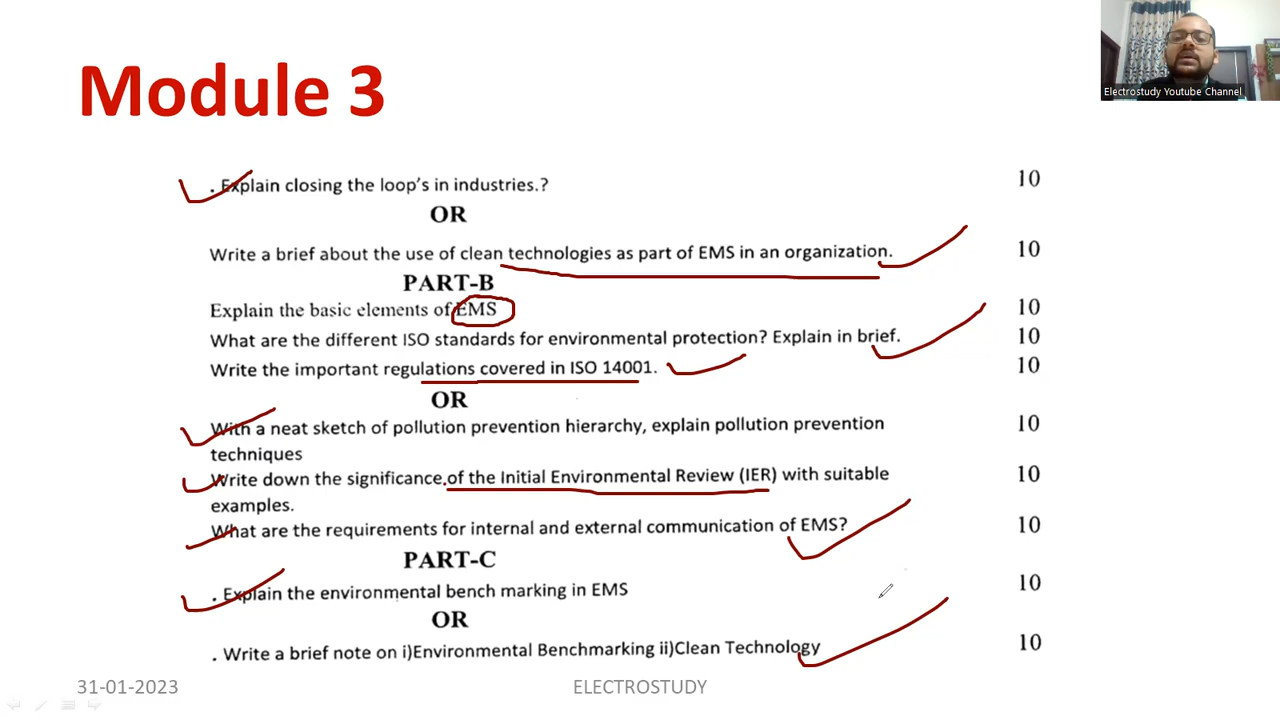 Module 3
Electrostudy Youtube Channel
. Explain closing the loop's in industries.? 10
OR
Write a brief about the use of clean technologies as part of EMS in an organization. 10
PART-B
Explain the basic elements of EMS 10
What are the different ISO standards for environmental protection? Explain in brief. 10
Write the important regulations covered in ISO 14001. 10
OR
With a neat sketch of pollution prevention hierarchy, explain pollution prevention 10
techniques
Write down the significance of the Initial Environmental Review (IER) with suitable 10
examples.
What are the requirements for internal and external communication of EMS? 10
PART-C
. Explain the environmental bench marking in EMS 10
OR
. Write a brief note on i)Environmental Benchmarking ii)Clean Technology 10
31-01-2023 ELECTROSTUDY